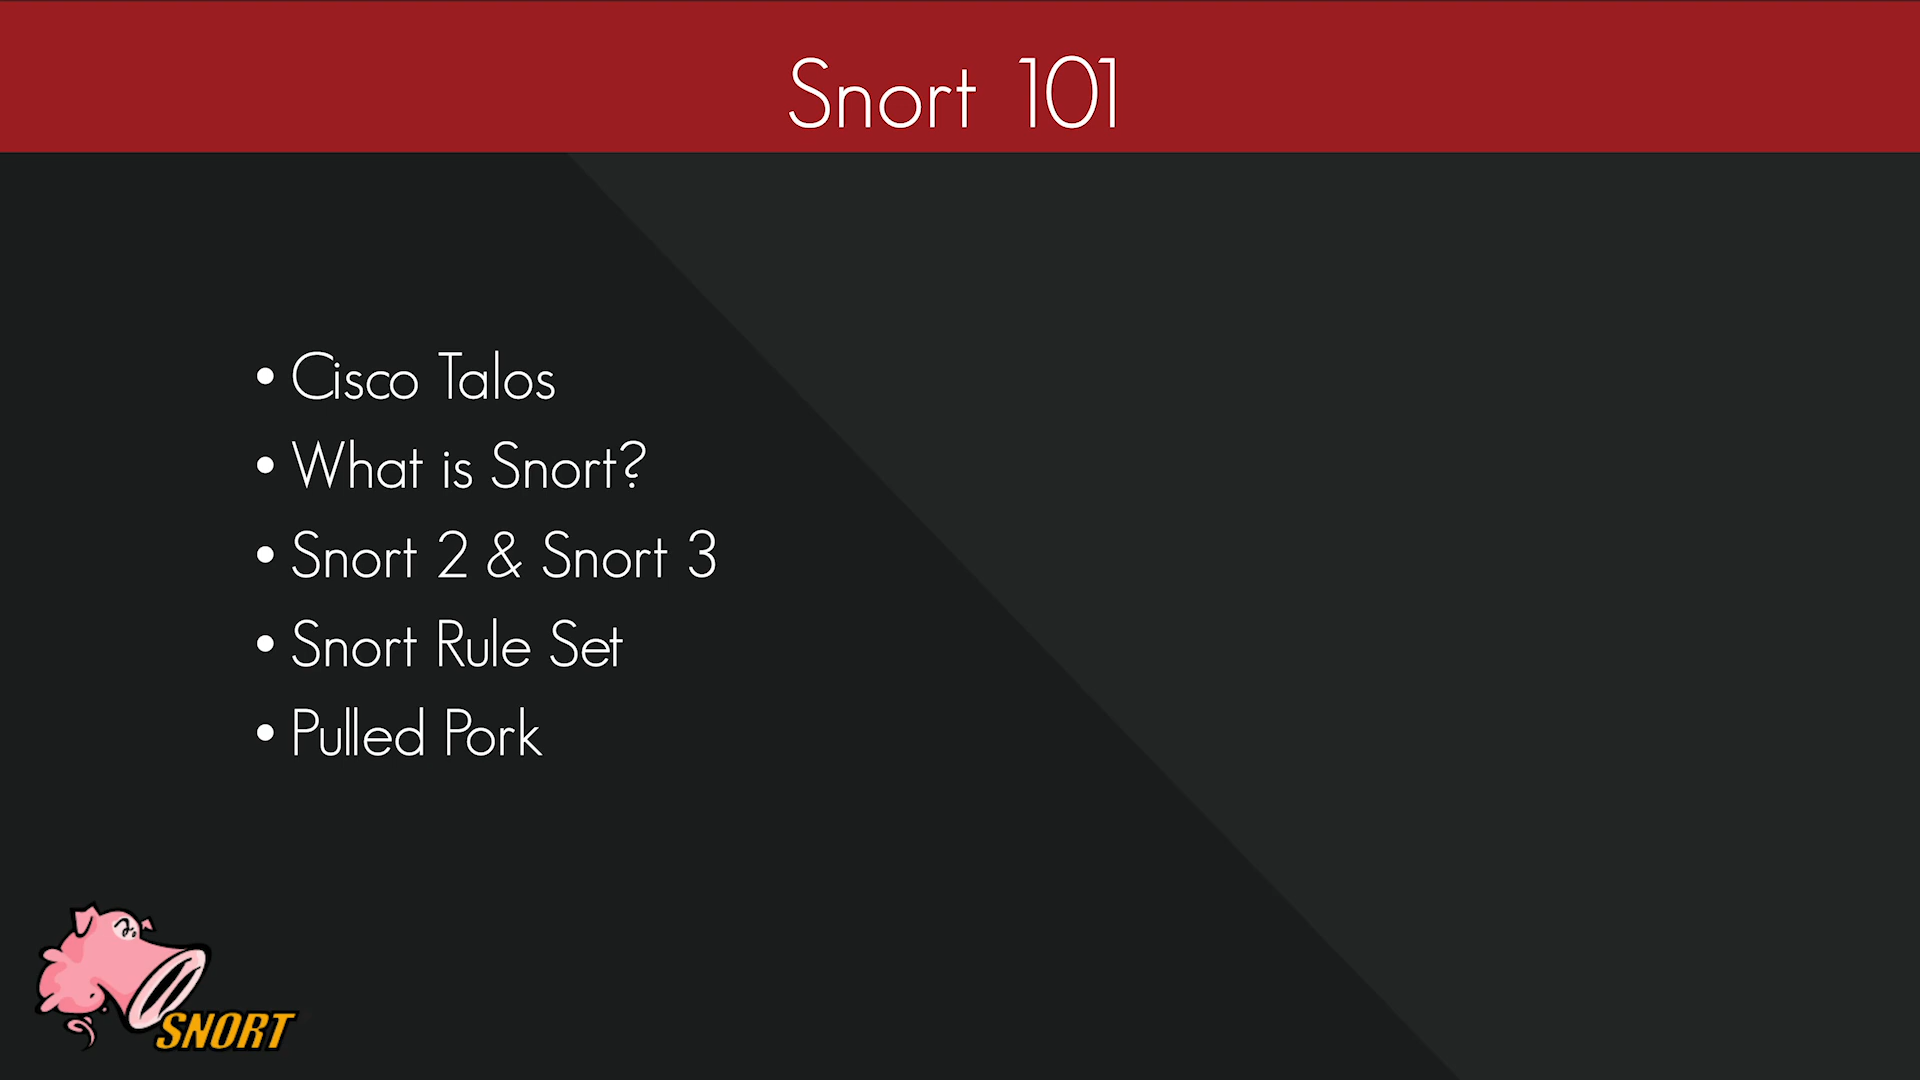 Snort 101
• Cisco Talos
• What is Snort?
• Snort 2 & Snort 3
• Snort Rule Set
• Pulled Pork
SNORT